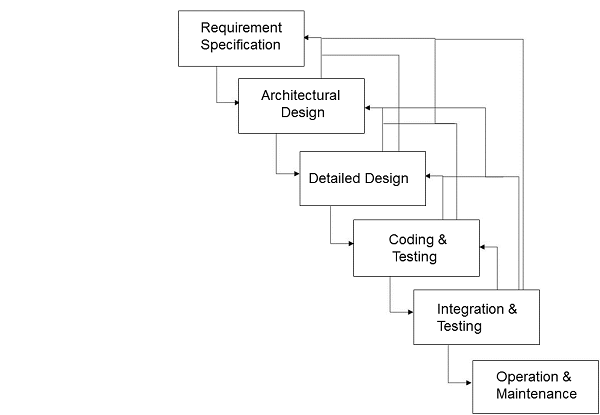 Requirement
Specification
Architectural
Design
Detailed Design
Coding &
Testing
Integration &
Testing
Operation &
Maintenance